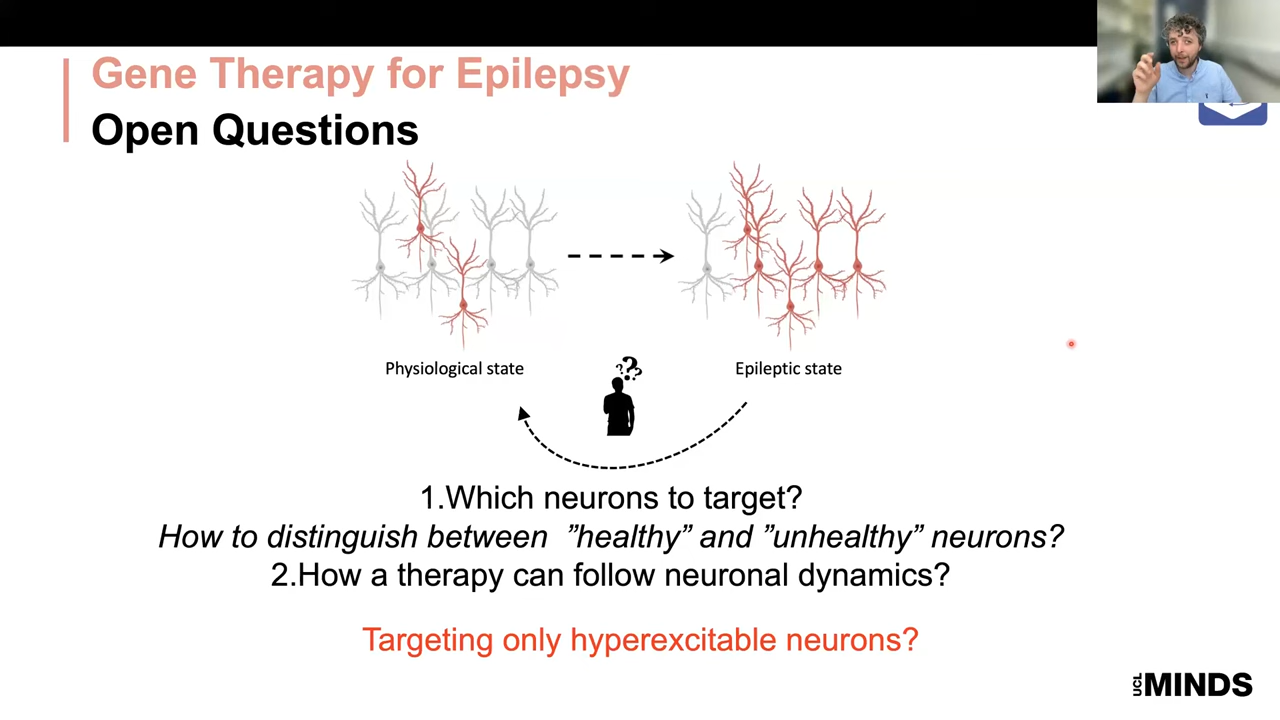 Gene Therapy for Epilepsy
Open Questions
Physiological state
? ? ?
Epileptic state
1.Which neurons to target?
How to distinguish between ”healthy” and ”unhealthy” neurons?
2.How a therapy can follow neuronal dynamics?
Targeting only hyperexcitable neurons?
UCL MINDS